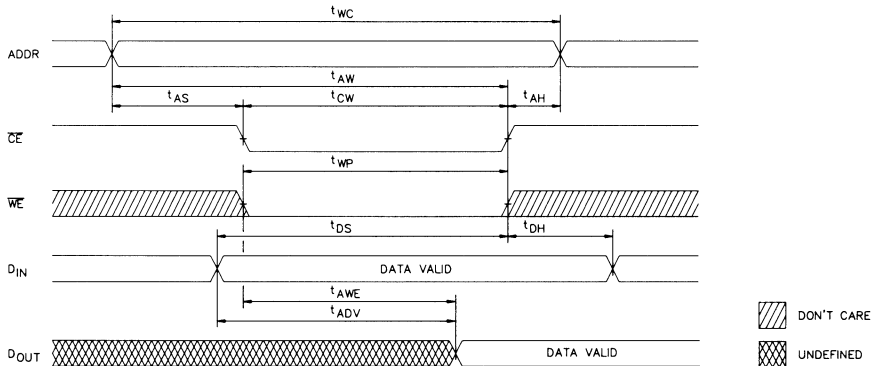 tWC
ADDR
tAW
tAS tCW tAH
CE
tWP
WE
tDS tDH
DIN DATA VALID
tAWE
tADV
DON'T CARE
DOUT DATA VALID
UNDEFINED